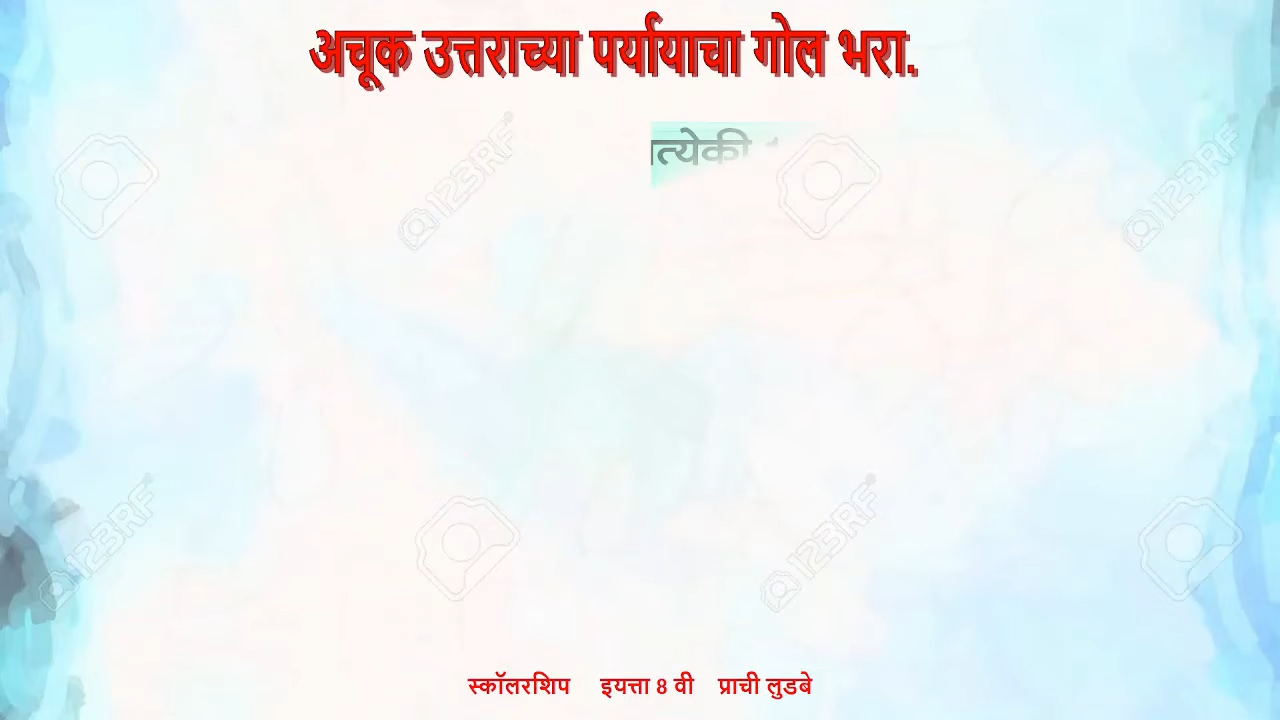 अचूक उत्तराच्या पर्यायाचा गोल भरा.
स्कॉलरशिप इयत्ता 8 वी प्राची लुडबे